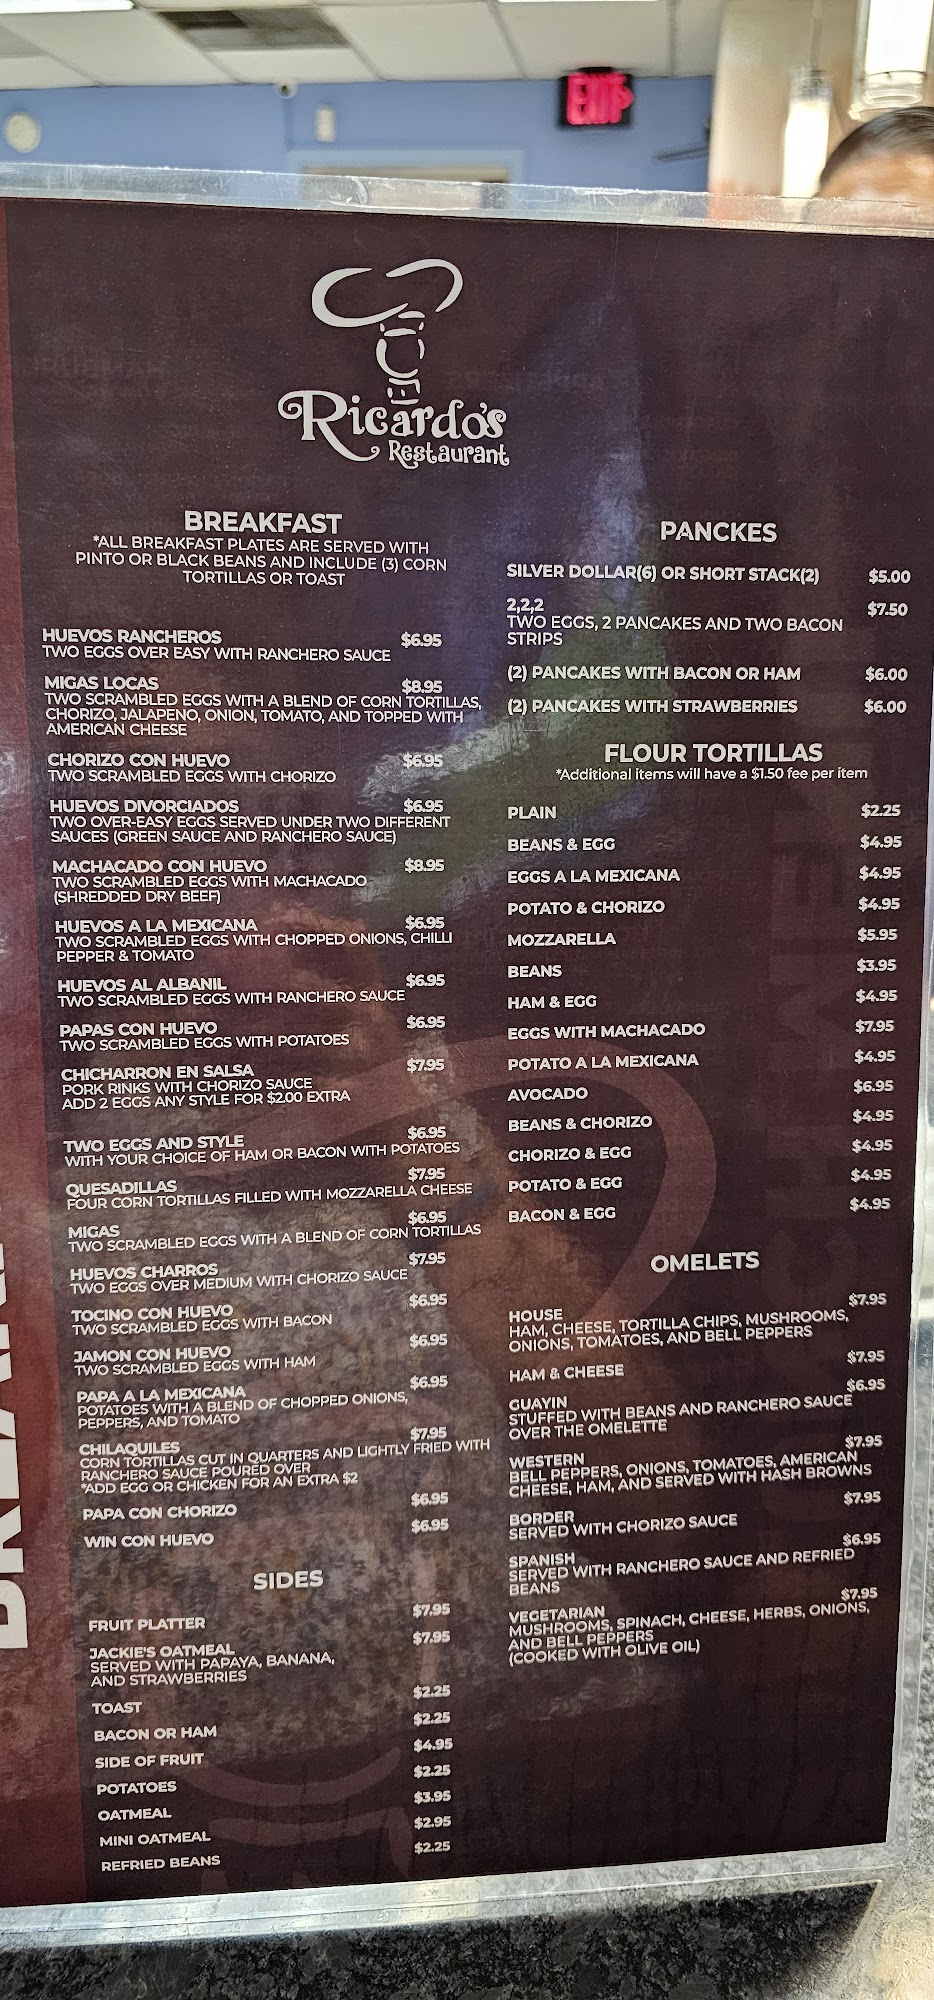 EXIT
Ricardo's
Restaurant
BREAKFAST
*ALL BREAKFAST PLATES ARE SERVED WITH
PINTO OR BLACK BEANS AND INCLUDE (3) CORN
TORTILLAS OR TOAST
HUEVOS RANCHEROS $6.95
TWO EGGS OVER EASY WITH RANCHERO SAUCE
MIGAS LOCAS $8.95
TWO SCRAMBLED EGGS WITH A BLEND OF CORN TORTILLAS,
CHORIZO, JALAPENO, ONION, TOMATO, AND TOPPED WITH
AMERICAN CHEESE
CHORIZO CON HUEVO $6.95
TWO SCRAMBLED EGGS WITH CHORIZO
HUEVOS DIVORCIADOS $6.95
TWO OVER-EASY EGGS SERVED UNDER TWO DIFFERENT
SAUCES (GREEN SAUCE AND RANCHERO SAUCE)
MACHACADO CON HUEVO $8.95
TWO SCRAMBLED EGGS WITH MACHACADO
(SHREDDED DRY BEEF)
HUEVOS A LA MEXICANA $6.95
TWO SCRAMBLED EGGS WITH CHOPPED ONIONS, CHILLI
PEPPER & TOMATO
HUEVOS AL ALBANIL $6.95
TWO SCRAMBLED EGGS WITH RANCHERO SAUCE
PAPAS CON HUEVO $6.95
TWO SCRAMBLED EGGS WITH POTATOES
CHICHARRON EN SALSA $7.95
PORK RINKS WITH CHORIZO SAUCE
ADD 2 EGGS ANY STYLE FOR $2.00 EXTRA
TWO EGGS AND STYLE $6.95
WITH YOUR CHOICE OF HAM OR BACON WITH POTATOES
QUESADILLAS $7.95
FOUR CORN TORTILLAS FILLED WITH MOZZARELLA CHEESE
MIGAS $6.95
TWO SCRAMBLED EGGS WITH A BLEND OF CORN TORTILLAS
HUEVOS CHARROS $7.95
TWO EGGS OVER MEDIUM WITH CHORIZO SAUCE
TOCINO CON HUEVO $6.95
TWO SCRAMBLED EGGS WITH BACON
JAMON CON HUEVO $6.95
TWO SCRAMBLED EGGS WITH HAM
PAPA A LA MEXICANA $6.95
POTATOES WITH A BLEND OF CHOPPED ONIONS,
PEPPERS, AND TOMATO
CHILAQUILES $7.95
CORN TORTILLAS CUT IN QUARTERS AND LIGHTLY FRIED WITH
RANCHERO SAUCE POURED OVER
*ADD EGG OR CHICKEN FOR AN EXTRA $2
PAPA CON CHORIZO $6.95
WIN CON HUEVO $6.95
SIDES
FRUIT PLATTER $7.95
JACKIE'S OATMEAL $7.95
SERVED WITH PAPAYA, BANANA,
AND STRAWBERRIES
TOAST $2.25
BACON OR HAM $2.25
SIDE OF FRUIT $4.95
POTATOES $2.25
OATMEAL $3.95
MINI OATMEAL $2.95
REFRIED BEANS $2.25
PANCKES
SILVER DOLLAR(6) OR SHORT STACK(2) $5.00
2,2,2 $7.50
TWO EGGS, 2 PANCAKES AND TWO BACON
STRIPS
(2) PANCAKES WITH BACON OR HAM $6.00
(2) PANCAKES WITH STRAWBERRIES $6.00
FLOUR TORTILLAS
*Additional items will have a $1.50 fee per item
PLAIN $2.25
BEANS & EGG $4.95
EGGS A LA MEXICANA $4.95
POTATO & CHORIZO $4.95
MOZZARELLA $5.95
BEANS $3.95
HAM & EGG $4.95
EGGS WITH MACHACADO $7.95
POTATO A LA MEXICANA $4.95
AVOCADO $6.95
BEANS & CHORIZO $4.95
CHORIZO & EGG $4.95
POTATO & EGG $4.95
BACON & EGG $4.95
OMELETS
HOUSE $7.95
HAM, CHEESE, TORTILLA CHIPS, MUSHROOMS,
ONIONS, TOMATOES, AND BELL PEPPERS
HAM & CHEESE $7.95
GUAYIN $6.95
STUFFED WITH BEANS AND RANCHERO SAUCE
OVER THE OMELETTE
WESTERN $7.95
BELL PEPPERS, ONIONS, TOMATOES, AMERICAN
CHEESE, HAM, AND SERVED WITH HASH BROWNS
BORDER $7.95
SERVED WITH CHORIZO SAUCE
SPANISH $6.95
SERVED WITH RANCHERO SAUCE AND REFRIED
BEANS
VEGETARIAN $7.95
MUSHROOMS, SPINACH, CHEESE, HERBS, ONIONS,
AND BELL PEPPERS
(COOKED WITH OLIVE OIL)